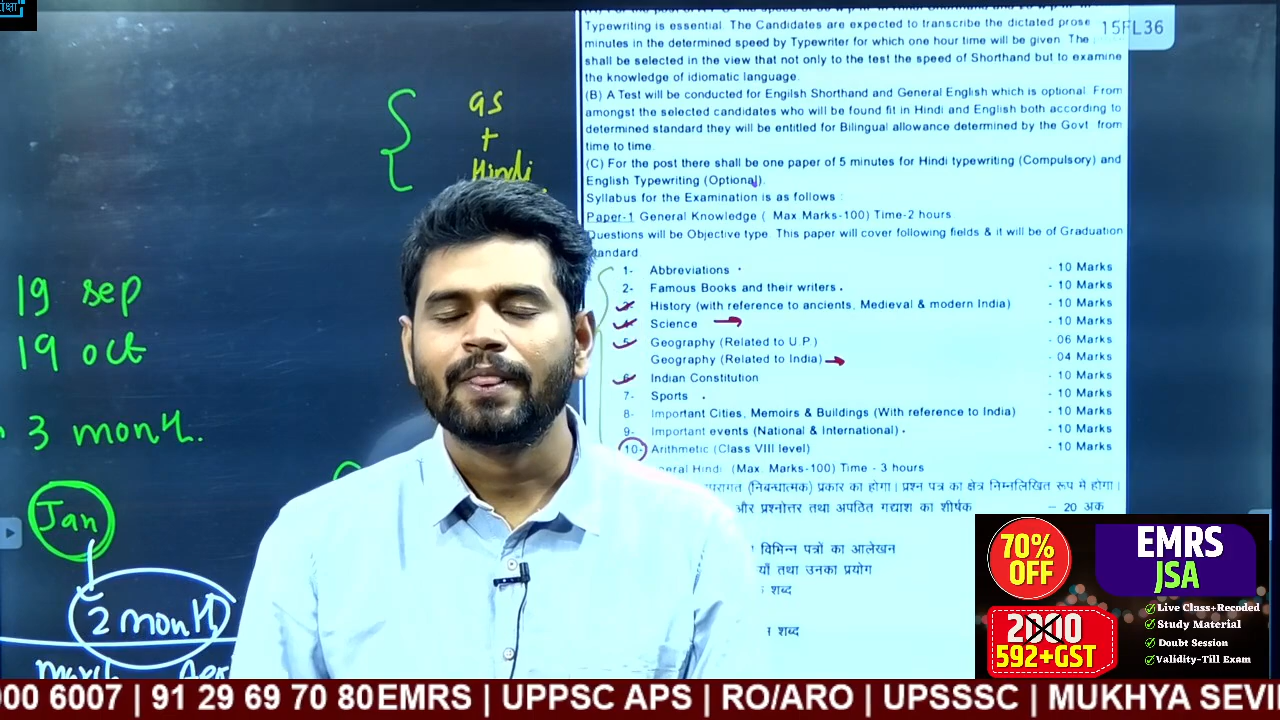 15FL36
Typewriting is essential. The Candidates are expected to transcribe the dictated prose
minutes in the determined speed by Typewriter for which one hour time will be given. The
shall be selected in the view that not only to the test the speed of Shorthand but to examine
the knowledge of idiomatic language.
(B) A Test will be conducted for Engilsh Shorthand and General English which is optional. From
amongst the selected candidates who will be found fit in Hindi and English both according to
determined standard they will be entitled for Bilingual allowance determined by the Govt from
time to time.
(C) For the post there shall be one paper of 5 minutes for Hindi typewriting (Compulsory) and
English Typewriting (Optional).
Syllabus for the Examination is as follows :
Paper-1 General Knowledge ( Max Marks-100) Time-2 hours
Questions will be Objective type. This paper will cover following fields & it will be of Graduation
standard
1- Abbreviations - 10 Marks
2- Famous Books and their writers. - 10 Marks
3- History (with reference to ancients, Medieval & modern India) - 10 Marks
4- Science - 10 Marks
5- Geography (Related to U.P.) - 06 Marks
Geography (Related to India) - 04 Marks
6- Indian Constitution - 10 Marks
7- Sports - 10 Marks
8- Important Cities, Memoirs & Buildings (With reference to India) - 10 Marks
9- Important events (National & International) - 10 Marks
10- Arithmetic (Class VIII level) - 10 Marks
Hindi (Max Marks-100) Time - 3 hours
(निबन्धात्मक) प्रकार का होगा। प्रश्न पत्र का क्षेत्र निम्नलिखित रूप में होगा।
और प्रश्नोत्तर तथा अपठित गद्याश का शीर्षक – 20 अक
विभिन्न पत्रों का आलेखन
तथा उनका प्रयोग
शब्द
शब्द
gs
+
Hindi
19 sep
19 oct
3 month.
Jan
2 month
March
70%
OFF
EMRS
JSA
2000
592+GST
Live Class+Recoded
Study Material
Doubt Session
Validity-Till Exam
000 6007 | 91 29 69 70 80 EMRS | UPPSC APS | RO/ARO | UPSSSC | MUKHYA SEVI